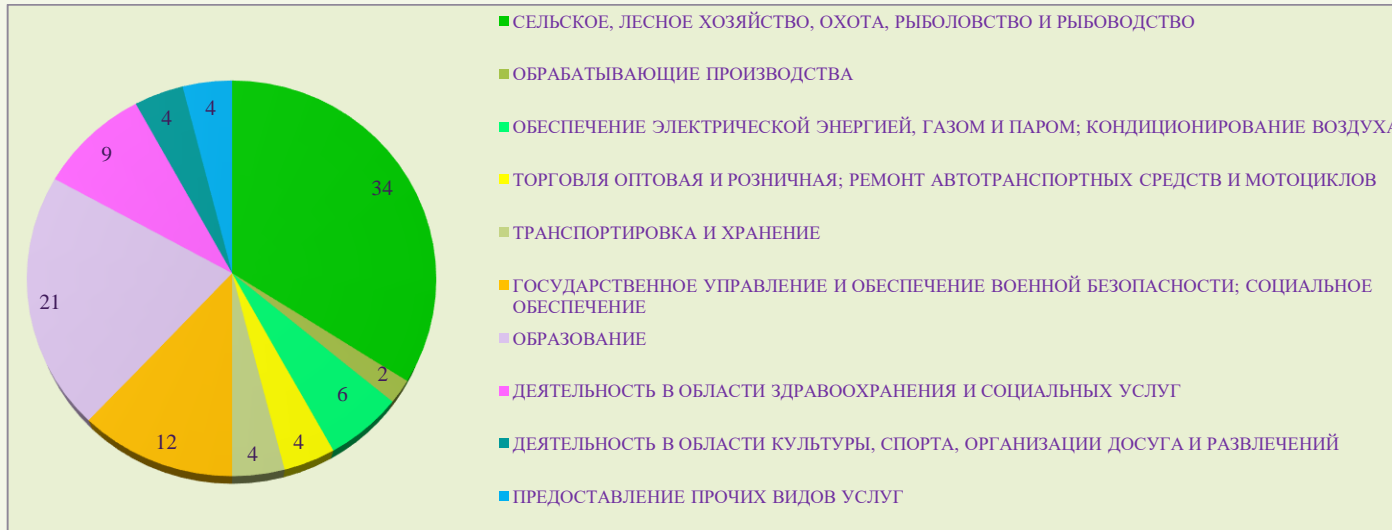 СЕЛЬСКОЕ, ЛЕСНОЕ ХОЗЯЙСТВО, ОХОТА, РЫБОЛОВСТВО И РЫБОВОДСТВО
ОБРАБАТЫВАЮЩИЕ ПРОИЗВОДСТВА
ОБЕСПЕЧЕНИЕ ЭЛЕКТРИЧЕСКОЙ ЭНЕРГИЕЙ, ГАЗОМ И ПАРОМ; КОНДИЦИОНИРОВАНИЕ ВОЗДУХА
ТОРГОВЛЯ ОПТОВАЯ И РОЗНИЧНАЯ; РЕМОНТ АВТОТРАНСПОРТНЫХ СРЕДСТВ И МОТОЦИКЛОВ
ТРАНСПОРТИРОВКА И ХРАНЕНИЕ
ГОСУДАРСТВЕННОЕ УПРАВЛЕНИЕ И ОБЕСПЕЧЕНИЕ ВОЕННОЙ БЕЗОПАСНОСТИ; СОЦИАЛЬНОЕ
ОБЕСПЕЧЕНИЕ
ОБРАЗОВАНИЕ
ДЕЯТЕЛЬНОСТЬ В ОБЛАСТИ ЗДРАВООХРАНЕНИЯ И СОЦИАЛЬНЫХ УСЛУГ
ДЕЯТЕЛЬНОСТЬ В ОБЛАСТИ КУЛЬТУРЫ, СПОРТА, ОРГАНИЗАЦИИ ДОСУГА И РАЗВЛЕЧЕНИЙ
ПРЕДОСТАВЛЕНИЕ ПРОЧИХ ВИДОВ УСЛУГ
34
2
6
4
4
12
21
9
4
4